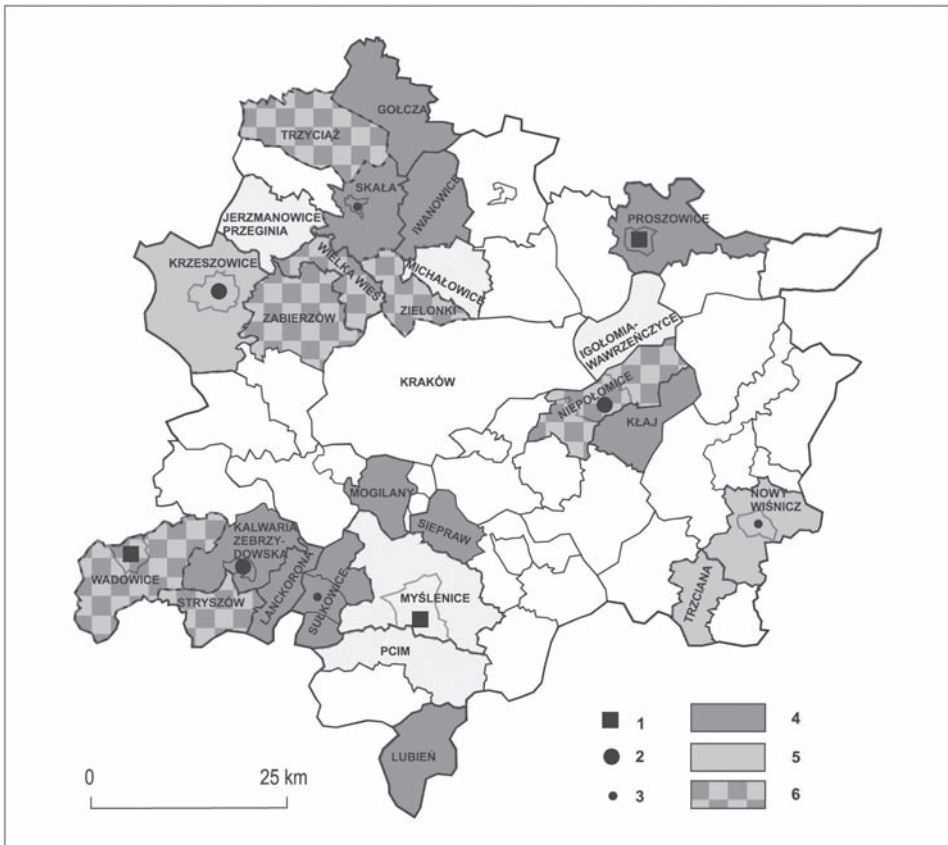 GOŁCZA
TRZYCIĄŻ
SKAŁA
IWANOWICE
JERZMANOWICE
PRZEGINIA
PROSZOWICE
WIELKA WIEŚ
MICHAŁOWICE
KRZESZOWICE
ZABIERZÓW
ZIELONKI
IGOŁOMIA-
WAWRZEŃCZYCE
KRAKÓW
NIEPOŁOMICE
KŁAJ
MOGILANY
NOWY
WIŚNICZ
SIEPRAW
KALWARIA
ZEBRZY-
DOWSKA
WADOWICE
LANCKORONA
STRYSZÓW
SUŁKOWICE
MYŚLENICE
TRZCIANA
PCIM
LUBIEŃ
0 25 km
1 4
2 5
3 6